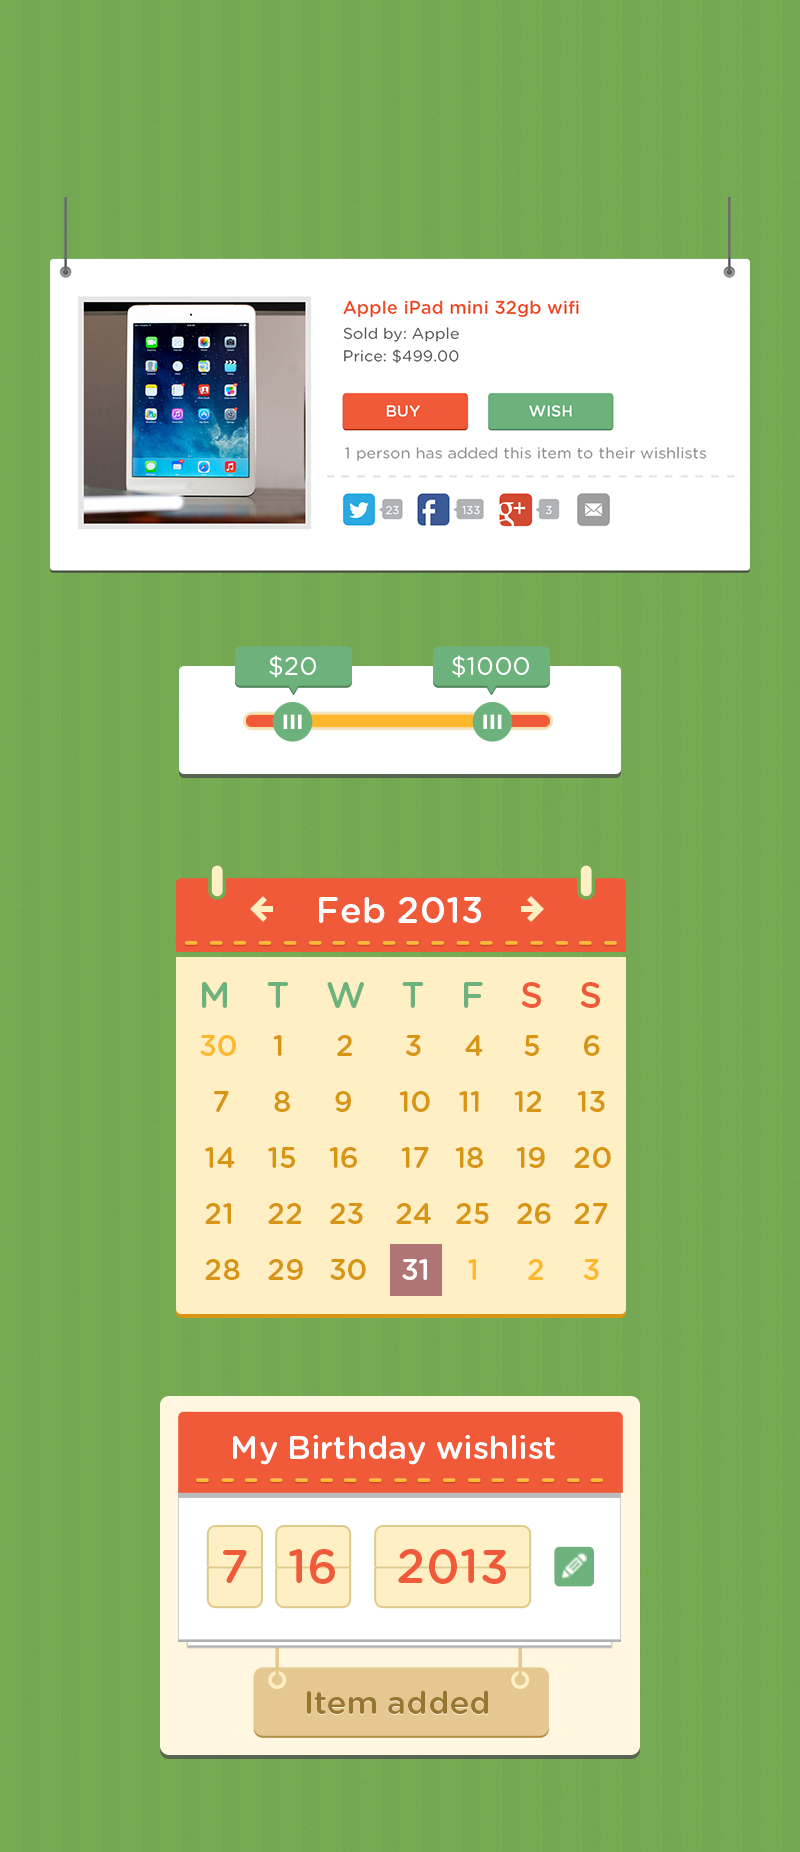 Apple iPad mini 32gb wifi
Sold by: Apple
Price: $499.00
BUY WISH
1 person has added this item to their wishlists
23 133 g+ 3
$20 $1000
Feb 2013
M T W T F S S
30 1 2 3 4 5 6
7 8 9 10 11 12 13
14 15 16 17 18 19 20
21 22 23 24 25 26 27
28 29 30 31 1 2 3
My Birthday wishlist
7 16 2013
Item added